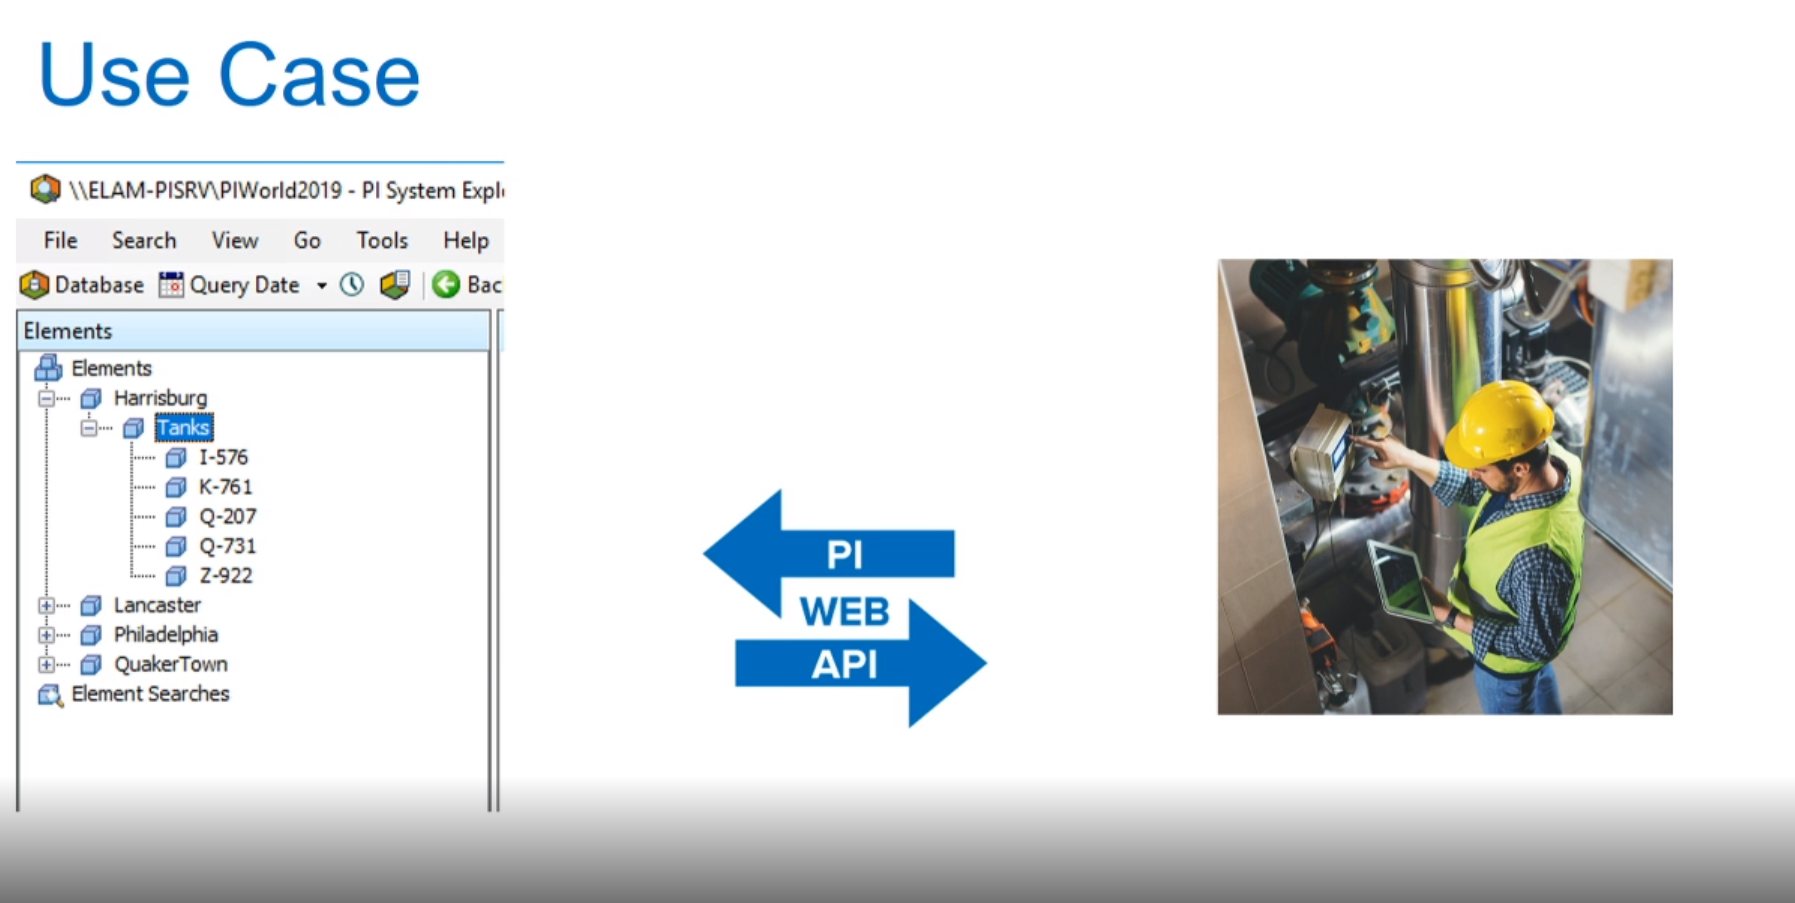 Use Case
\\ELAM-PISRV\PIWorld2019 - PI System Expl
File Search View Go Tools Help
Database Query Date Bac
Elements
Elements
Harrisburg
Tanks
I-576
K-761
Q-207
Q-731
Z-922
Lancaster
Philadelphia
QuakerTown
Element Searches
PI
WEB
API